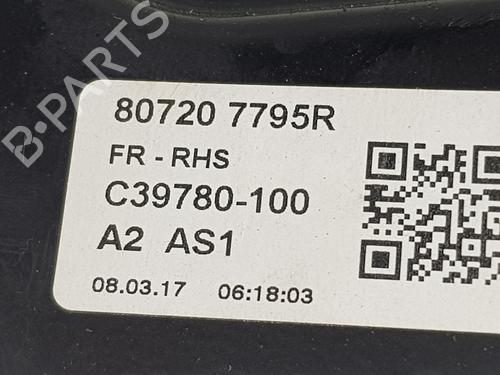 80720 7795R
FR - RHS
C39780-100
A2 AS1
08.03.17 06:18:03
B-PARTS